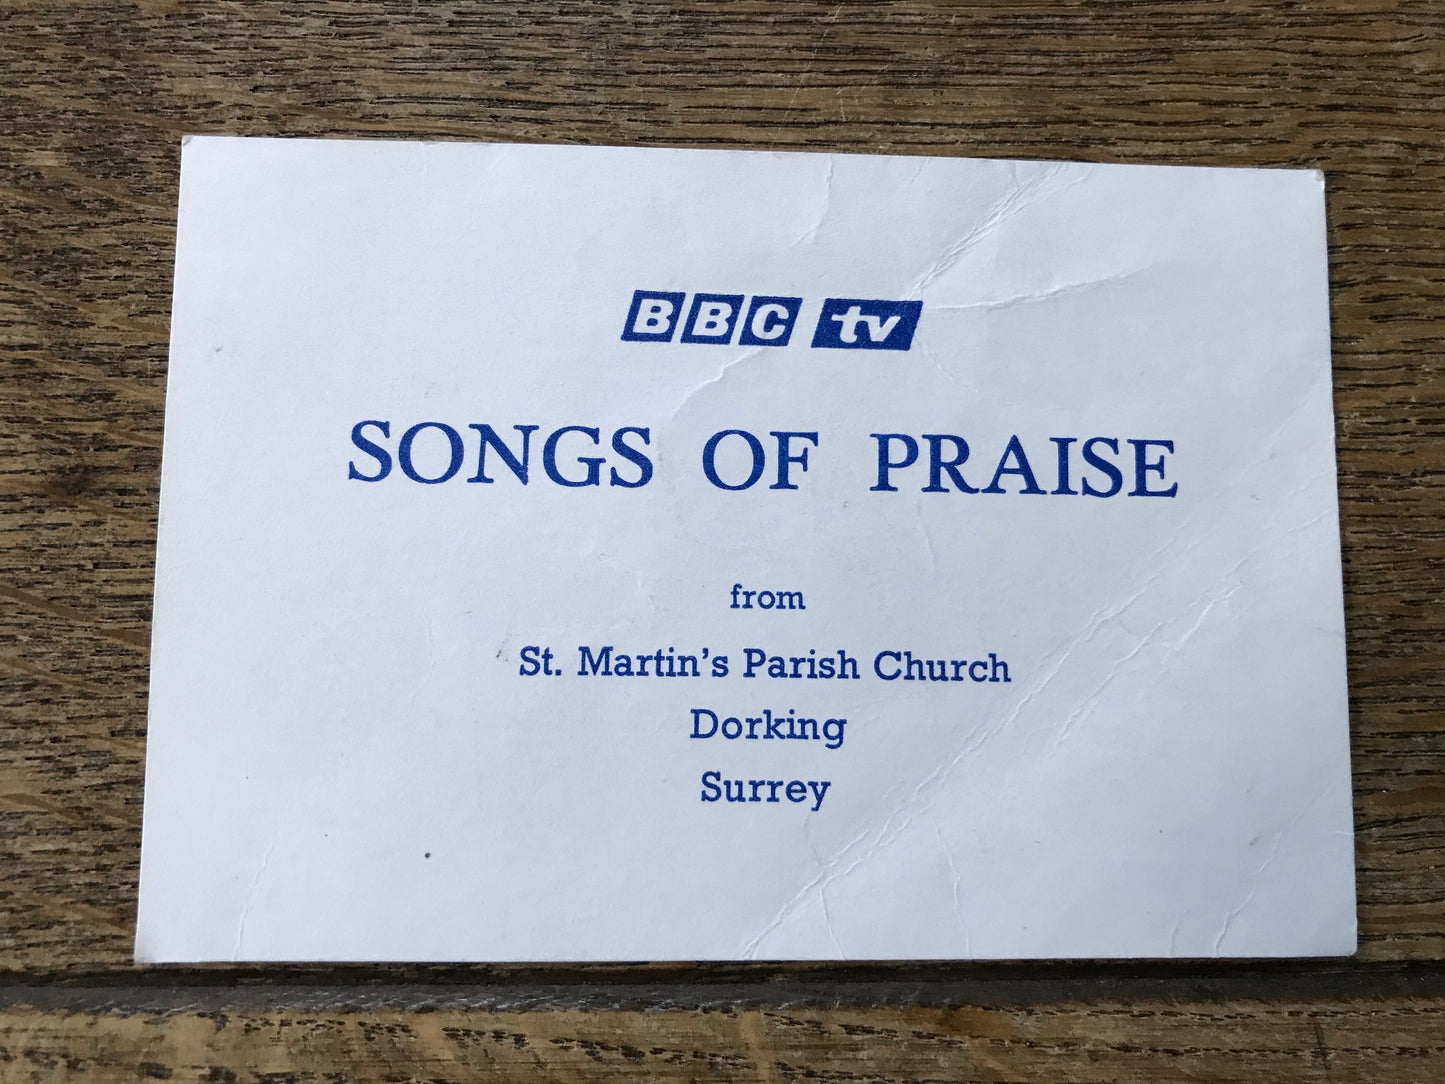 BBC tv
SONGS OF PRAISE
from
St. Martin's Parish Church
Dorking
Surrey